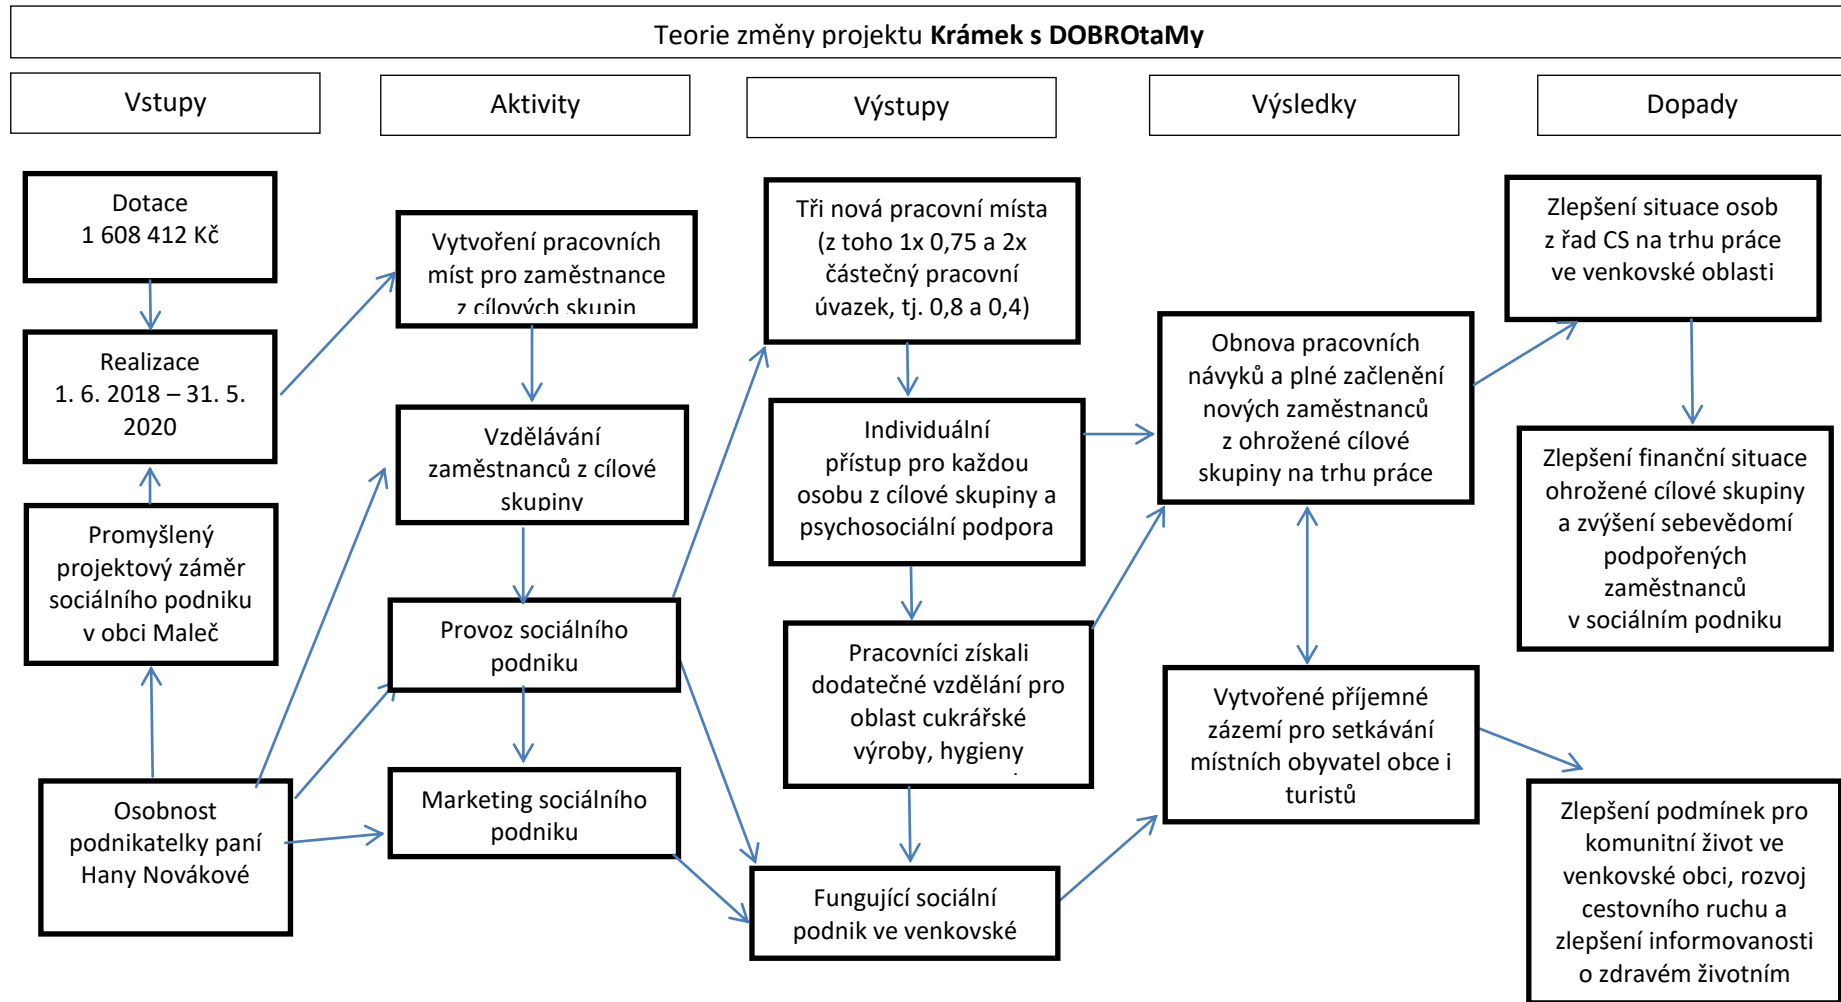 Teorie změny projektu Krámek s DOBROtaMy
Vstupy
Aktivity
Výstupy
Výsledky
Dopady
Dotace
1 608 412 Kč
Realizace
1. 6. 2018 – 31. 5.
2020
Promyšlený
projektový záměr
sociálního podniku
v obci Maleč
Osobnost
podnikatelky paní
Hany Novákové
Vytvoření pracovních
míst pro zaměstnance
z cílových skupin
Vzdělávání
zaměstnanců z cílové
skupiny
Provoz sociálního
podniku
Marketing sociálního
podniku
Tři nová pracovní místa
(z toho 1x 0,75 a 2x
částečný pracovní
úvazek, tj. 0,8 a 0,4)
Individuální
přístup pro každou
osobu z cílové skupiny a
psychosociální podpora
Pracovníci získali
dodatečné vzdělání pro
oblast cukrářské
výroby, hygieny
Fungující sociální
podnik ve venkovské
Obnova pracovních
návyků a plné začlenění
nových zaměstnanců
z ohrožené cílové
skupiny na trhu práce
Vytvořené příjemné
zázemí pro setkávání
místních obyvatel obce i
turistů
Zlepšení situace osob
z řad CS na trhu práce
ve venkovské oblasti
Zlepšení finanční situace
ohrožené cílové skupiny
a zvýšení sebevědomí
podpořených
zaměstnanců
v sociálním podniku
Zlepšení podmínek pro
komunitní život ve
venkovské obci, rozvoj
cestovního ruchu a
zlepšení informovanosti
o zdravém životním